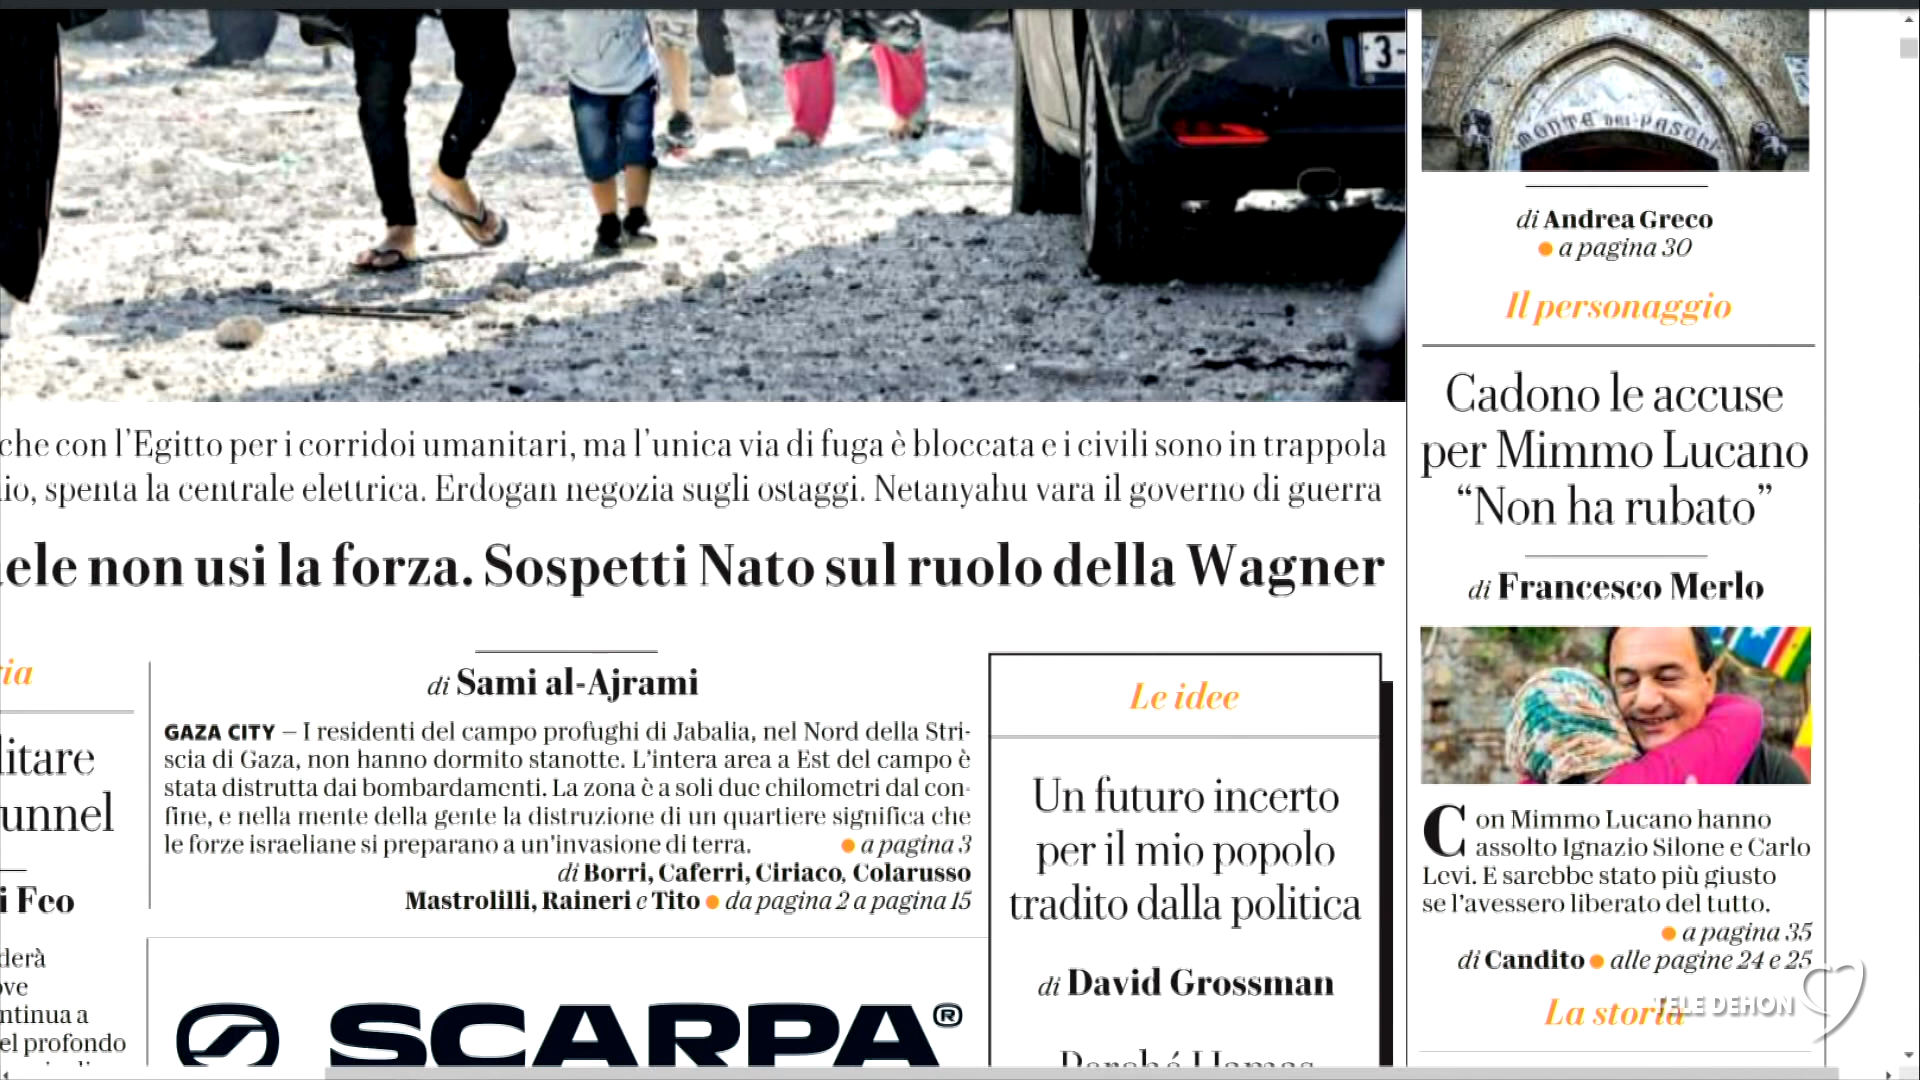 che con l'Egitto per i corridoi umanitari, ma l'unica via di fuga è bloccata e i civili sono in trappola
io, spenta la centrale elettrica. Erdogan negozia sugli ostaggi. Netanyahu vara il governo di guerra
ele non usi la forza. Sospetti Nato sul ruolo della Wagner
ia
litare
unnel
i Feo
derà
ove
ntinua a
el profondo
di Sami al-Ajrami
GAZA CITY – I residenti del campo profughi di Jabalia, nel Nord della Stri-
scia di Gaza, non hanno dormito stanotte. L'intera area a Est del campo è
stata distrutta dai bombardamenti. La zona è a soli due chilometri dal con-
fine, e nella mente della gente la distruzione di un quartiere significa che
le forze israeliane si preparano a un'invasione di terra. ● a pagina 3
di Borri, Caferri, Ciriaco, Colarusso
Mastrolilli, Raineri e Tito ● da pagina 2 a pagina 15
SCARPA®
Le idee
Un futuro incerto
per il mio popolo
tradito dalla politica
di David Grossman
Perché Hamas
3-
MONTE DEI PASCHI
di Andrea Greco
● a pagina 30
Il personaggio
Cadono le accuse
per Mimmo Lucano
“Non ha rubato”
di Francesco Merlo
Con Mimmo Lucano hanno
assolto Ignazio Silone e Carlo
Levi. E sarebbe stato più giusto
se l'avessero liberato del tutto.
● a pagina 35
di Candito ● alle pagine 24 e 25
La storia
TELE DEHON